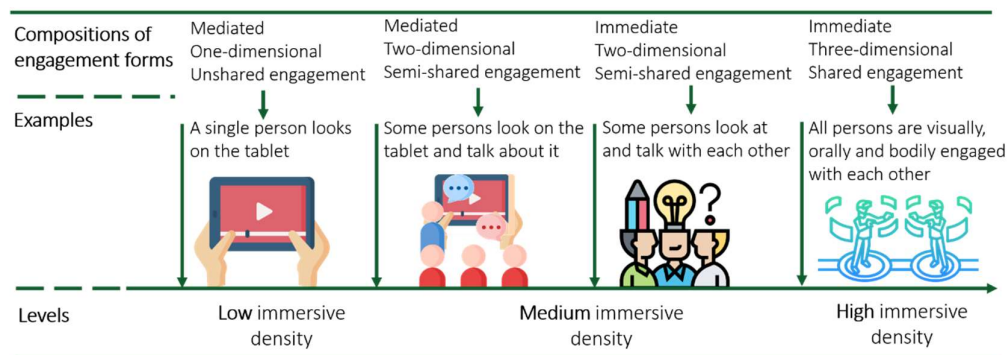 Compositions of
engagement forms
Mediated
One-dimensional
Unshared engagement
Mediated
Two-dimensional
Semi-shared engagement
Immediate
Two-dimensional
Semi-shared engagement
Immediate
Three-dimensional
Shared engagement
Examples
A single person looks
on the tablet
Some persons look on the
tablet and talk about it
Some persons look at
and talk with each other
All persons are visually,
orally and bodily engaged
with each other
?
Levels
Low immersive
density
Medium immersive
density
High immersive
density